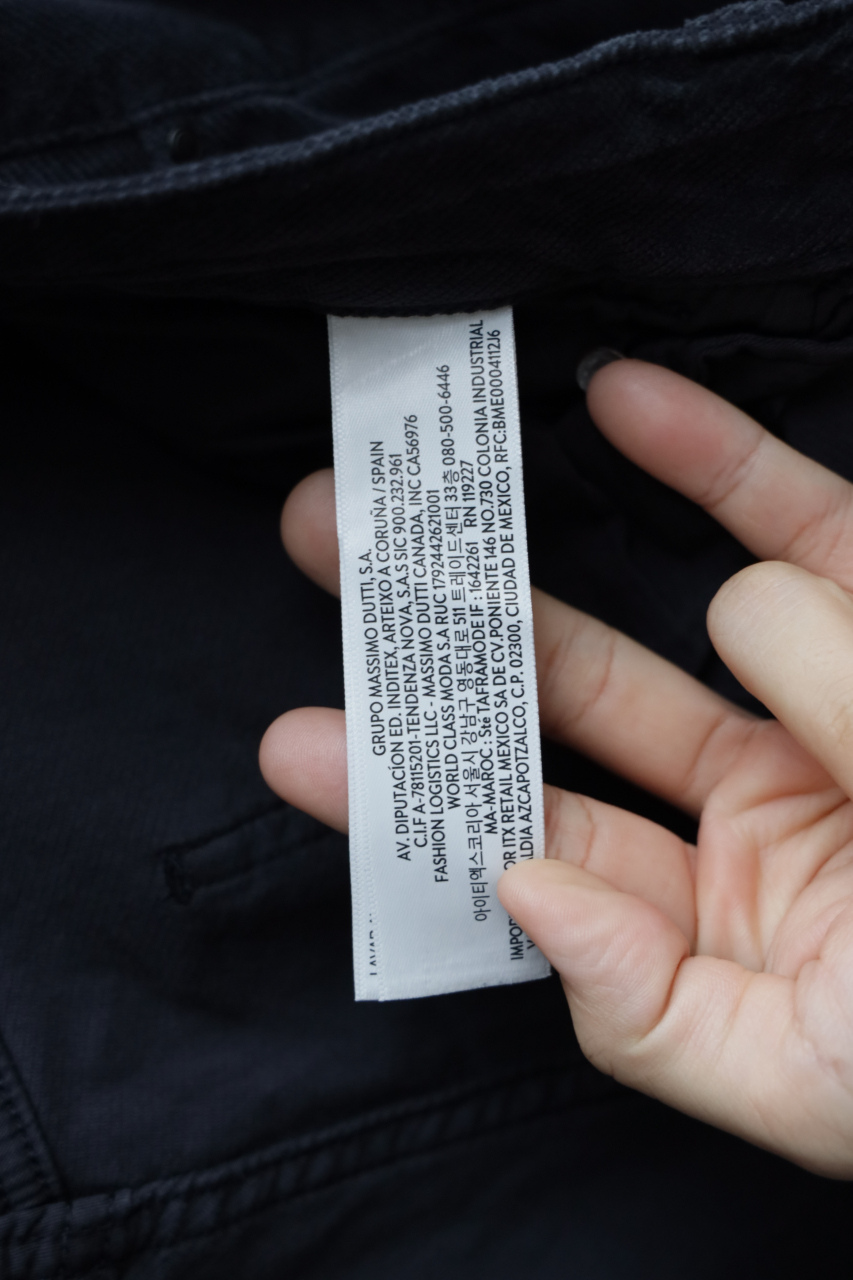 GRUPO MASSIMO DUTTI, S.A.
AV. DIPUTACÍON ED. INDITEX, ARTEIXO A CORUÑA / SPAIN
C.I.F A-78115201-TENDENZA NOVA, S.A.S SIC 900.232.961
FASHION LOGISTICS LLC - MASSIMO DUTTI CANADA, INC CA56976
WORLD CLASS MODA S.A RUC 1792442621001
아이티엑스코리아 서울시 강남구 영동대로 511 트레이드센터 33층 080-500-6446
MA-MAROC : Sté TAFRAMODE IF : 1642261 RN 119227
OR ITX RETAIL MEXICO SA DE CV.PONIENTE 146 NO.730 COLONIA INDUSTRIAL
LDIA AZCAPOTZALCO, C.P. 02300, CIUDAD DE MEXICO, RFC:BME0004112J6